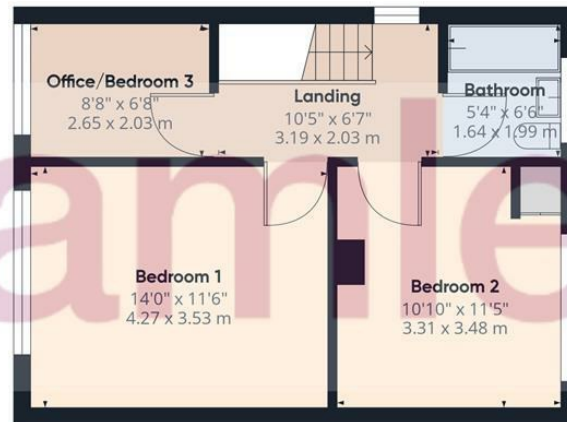 Office/Bedroom 3
8'8" x 6'8"
2.65 x 2.03 m
Landing
10'5" x 6'7"
3.19 x 2.03 m
Bathroom
5'4" x 6'6"
1.64 x 1.99 m
Bedroom 1
14'0" x 11'6"
4.27 x 3.53 m
Bedroom 2
10'10" x 11'5"
3.31 x 3.48 m
amle